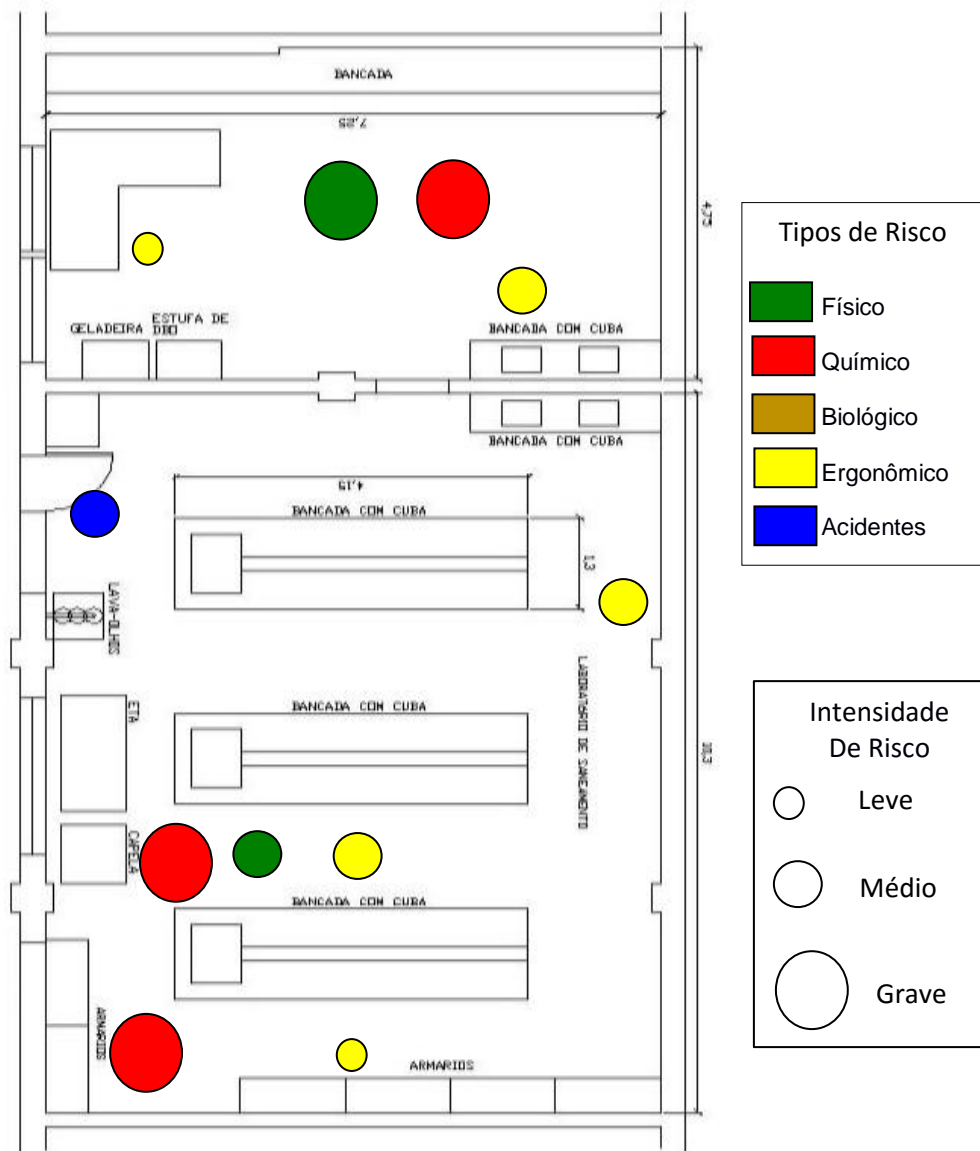 BANCADA
7,25
4,75
GELADEIRA
ESTUFA DE
DBO
BANCADA COM CUBA
BANCADA COM CUBA
4,15
BANCADA COM CUBA
1,3
LAVA-OLHOS
LABORATÓRIO DE SANEAMENTO
ETA
BANCADA COM CUBA
10,3
CAPELA
BANCADA COM CUBA
ARMARIOS
ARMARIOS
Tipos de Risco
Físico
Químico
Biológico
Ergonômico
Acidentes
Intensidade
De Risco
Leve
Médio
Grave